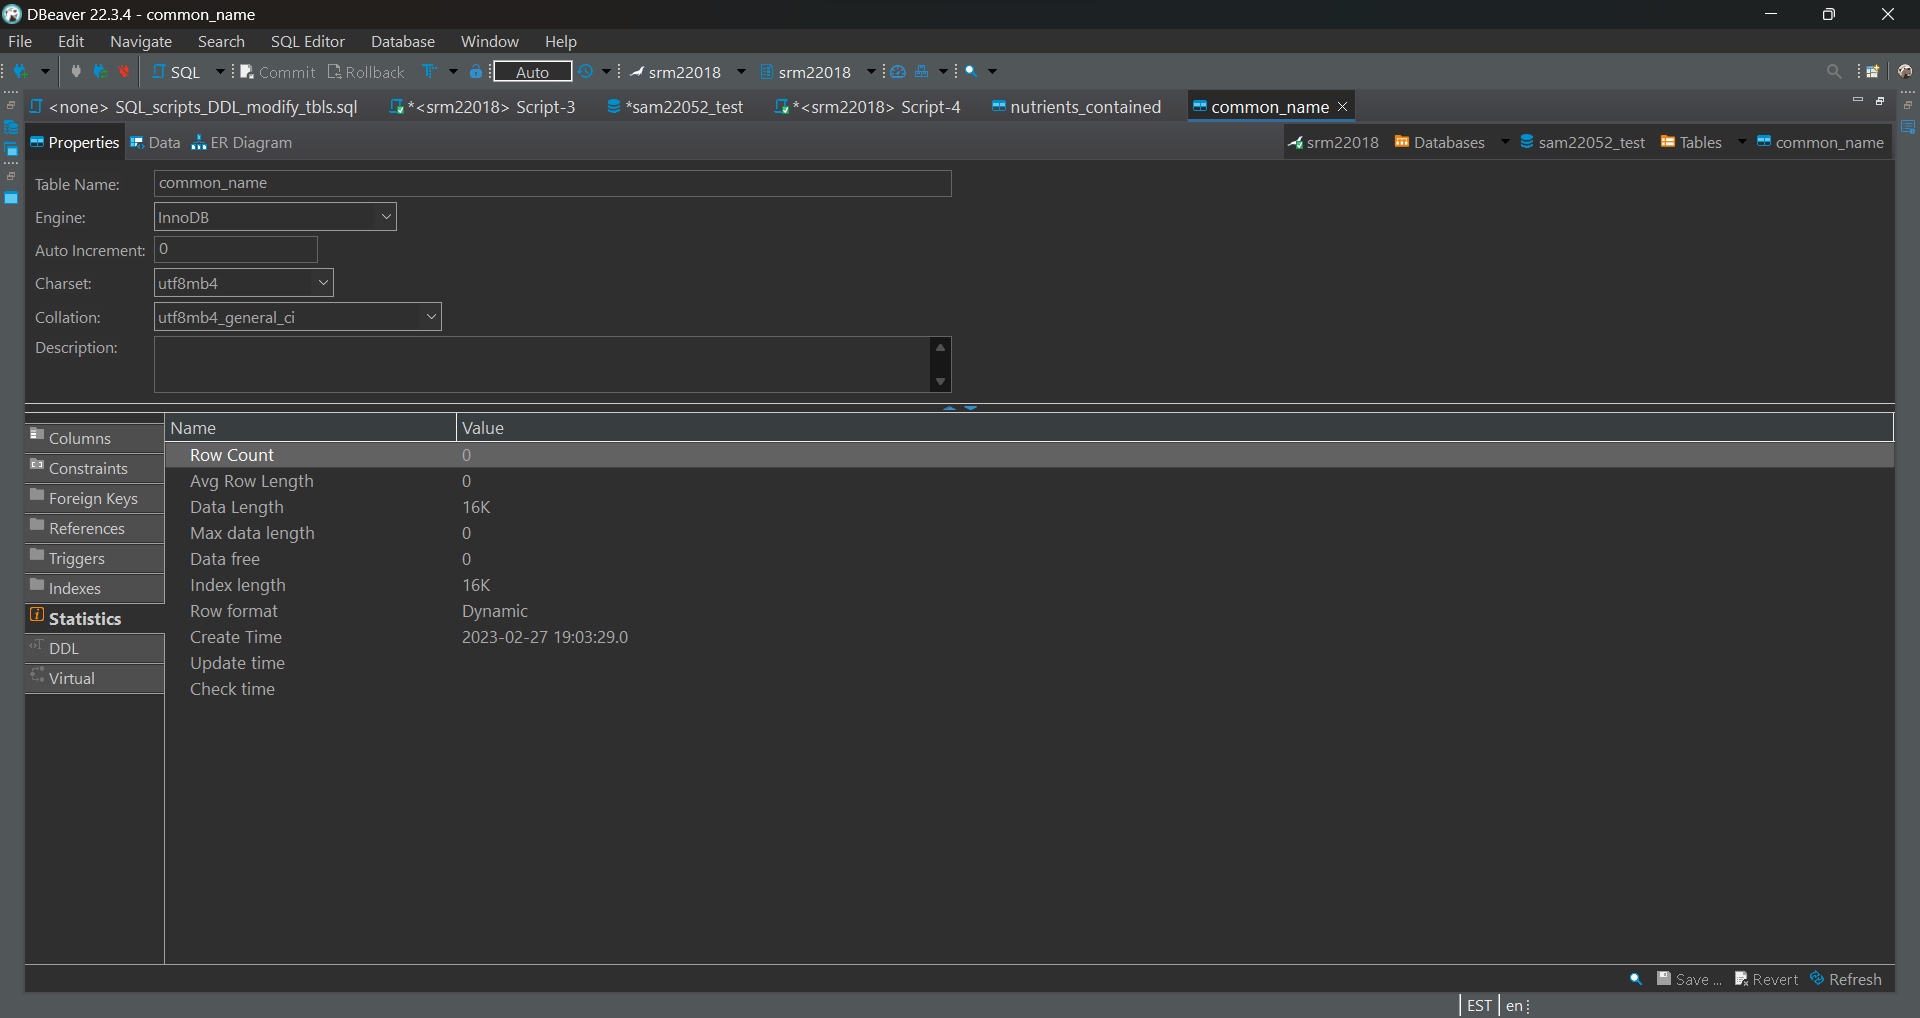 DBeaver 22.3.4 - common_name
File Edit Navigate Search SQL Editor Database Window Help
SQL Commit Rollback Auto srm22018 srm22018
<none> SQL_scripts_DDL_modify_tbls.sql *<srm22018> Script-3 *sam22052_test *<srm22018> Script-4 nutrients_contained common_name
Properties Data ER Diagram srm22018 Databases sam22052_test Tables common_name
Table Name: common_name
Engine: InnoDB
Auto Increment: 0
Charset: utf8mb4
Collation: utf8mb4_general_ci
Description:
Columns
Constraints
Foreign Keys
References
Triggers
Indexes
Statistics
DDL
Virtual
Name Value
Row Count 0
Avg Row Length 0
Data Length 16K
Max data length 0
Data free 0
Index length 16K
Row format Dynamic
Create Time 2023-02-27 19:03:29.0
Update time
Check time
Save ... Revert Refresh
EST en